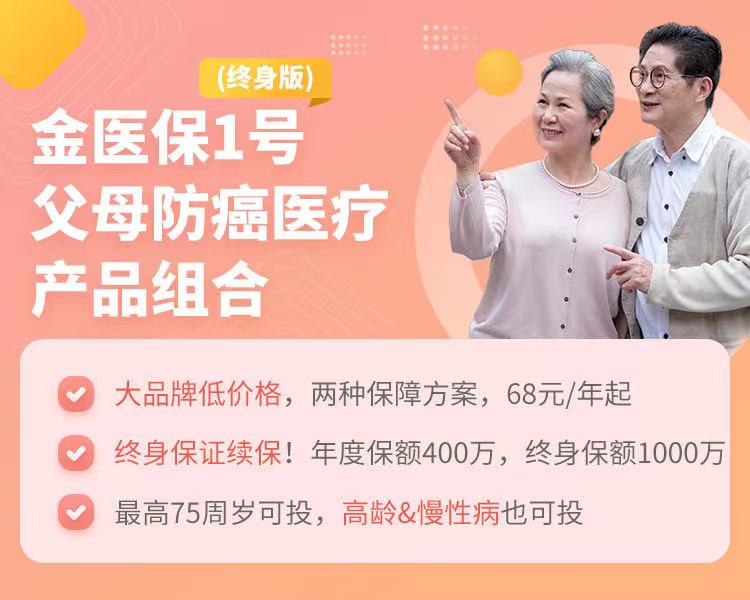 (终身版)
金医保1号
父母防癌医疗
产品组合
大品牌低价格，两种保障方案，68元/年起
终身保证续保！年度保额400万，终身保额1000万
最高75周岁可投，高龄&慢性病也可投